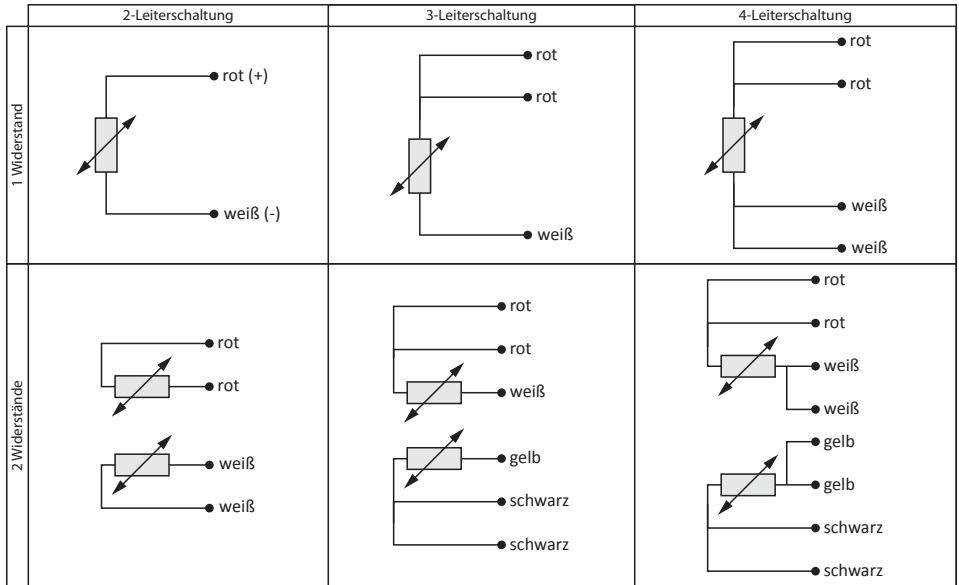 2-Leiterschaltung
3-Leiterschaltung
4-Leiterschaltung
1 Widerstand
rot (+)
weiß (-)
rot
rot
weiß
rot
rot
weiß
weiß
2 Widerstände
rot
rot
weiß
weiß
rot
rot
weiß
gelb
schwarz
schwarz
rot
rot
weiß
weiß
gelb
gelb
schwarz
schwarz